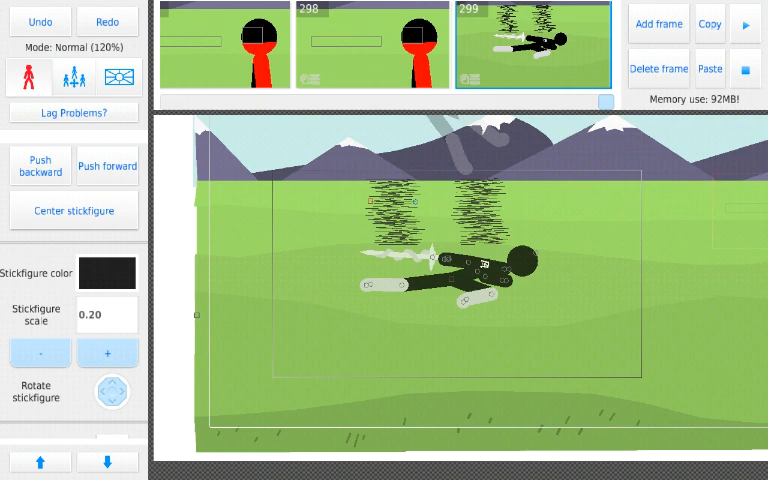 Undo
Redo
Mode: Normal (120%)
Lag Problems?
Push backward
Push forward
Center stickfigure
Stickfigure color
Stickfigure scale
0.20
-
+
Rotate stickfigure
298
299
Add frame
Copy
Delete frame
Paste
Memory use: 92MB!